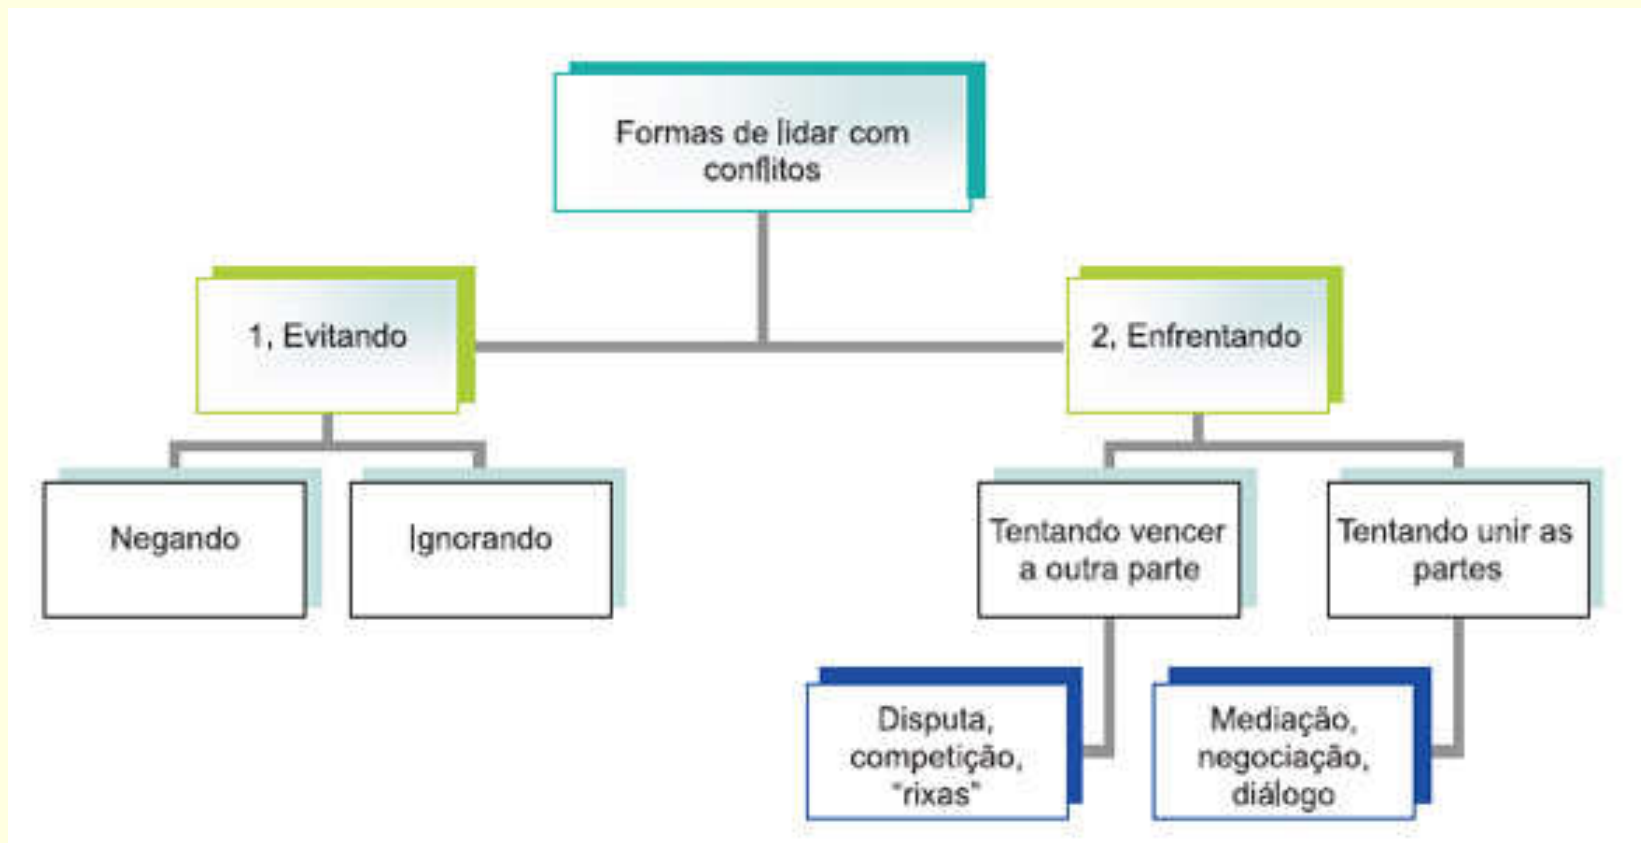 Formas de lidar com
conflitos
1, Evitando
2, Enfrentando
Negando
Ignorando
Tentando vencer
a outra parte
Tentando unir as
partes
Disputa,
competição,
"rixas"
Mediação,
negociação,
diálogo